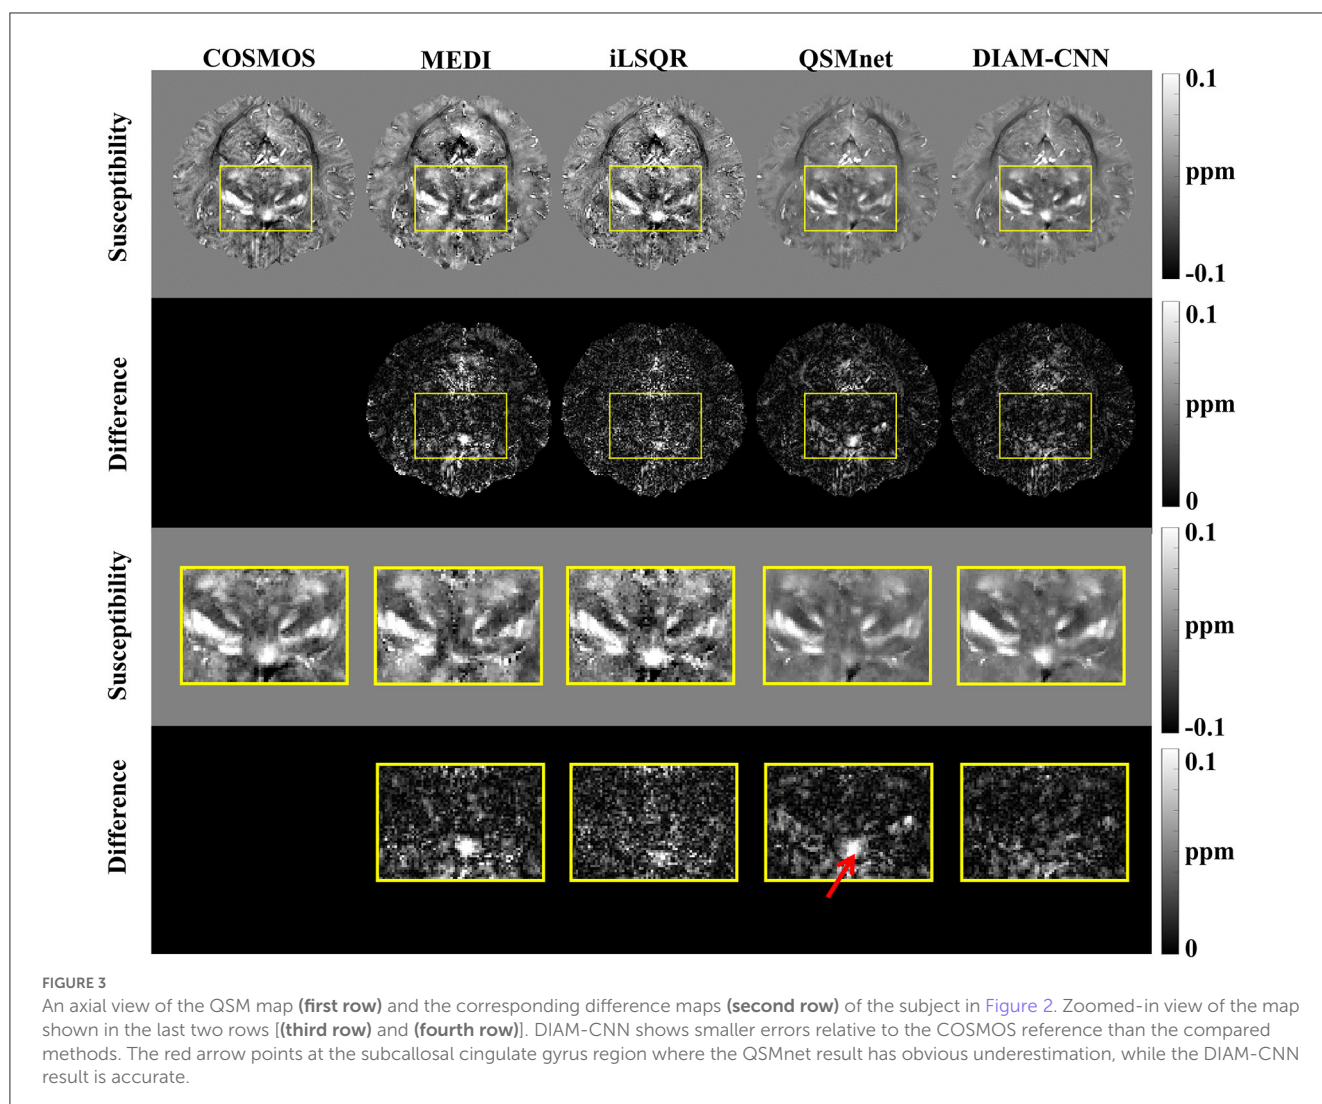 COSMOS MEDI iLSQR QSMnet DIAM-CNN
Susceptibility
0.1
ppm
-0.1
Difference
0.1
ppm
0
Susceptibility
0.1
ppm
-0.1
Difference
0.1
ppm
0
FIGURE 3
An axial view of the QSM map (first row) and the corresponding difference maps (second row) of the subject in Figure 2. Zoomed-in view of the map
shown in the last two rows [(third row) and (fourth row)]. DIAM-CNN shows smaller errors relative to the COSMOS reference than the compared
methods. The red arrow points at the subcallosal cingulate gyrus region where the QSMnet result has obvious underestimation, while the DIAM-CNN
result is accurate.